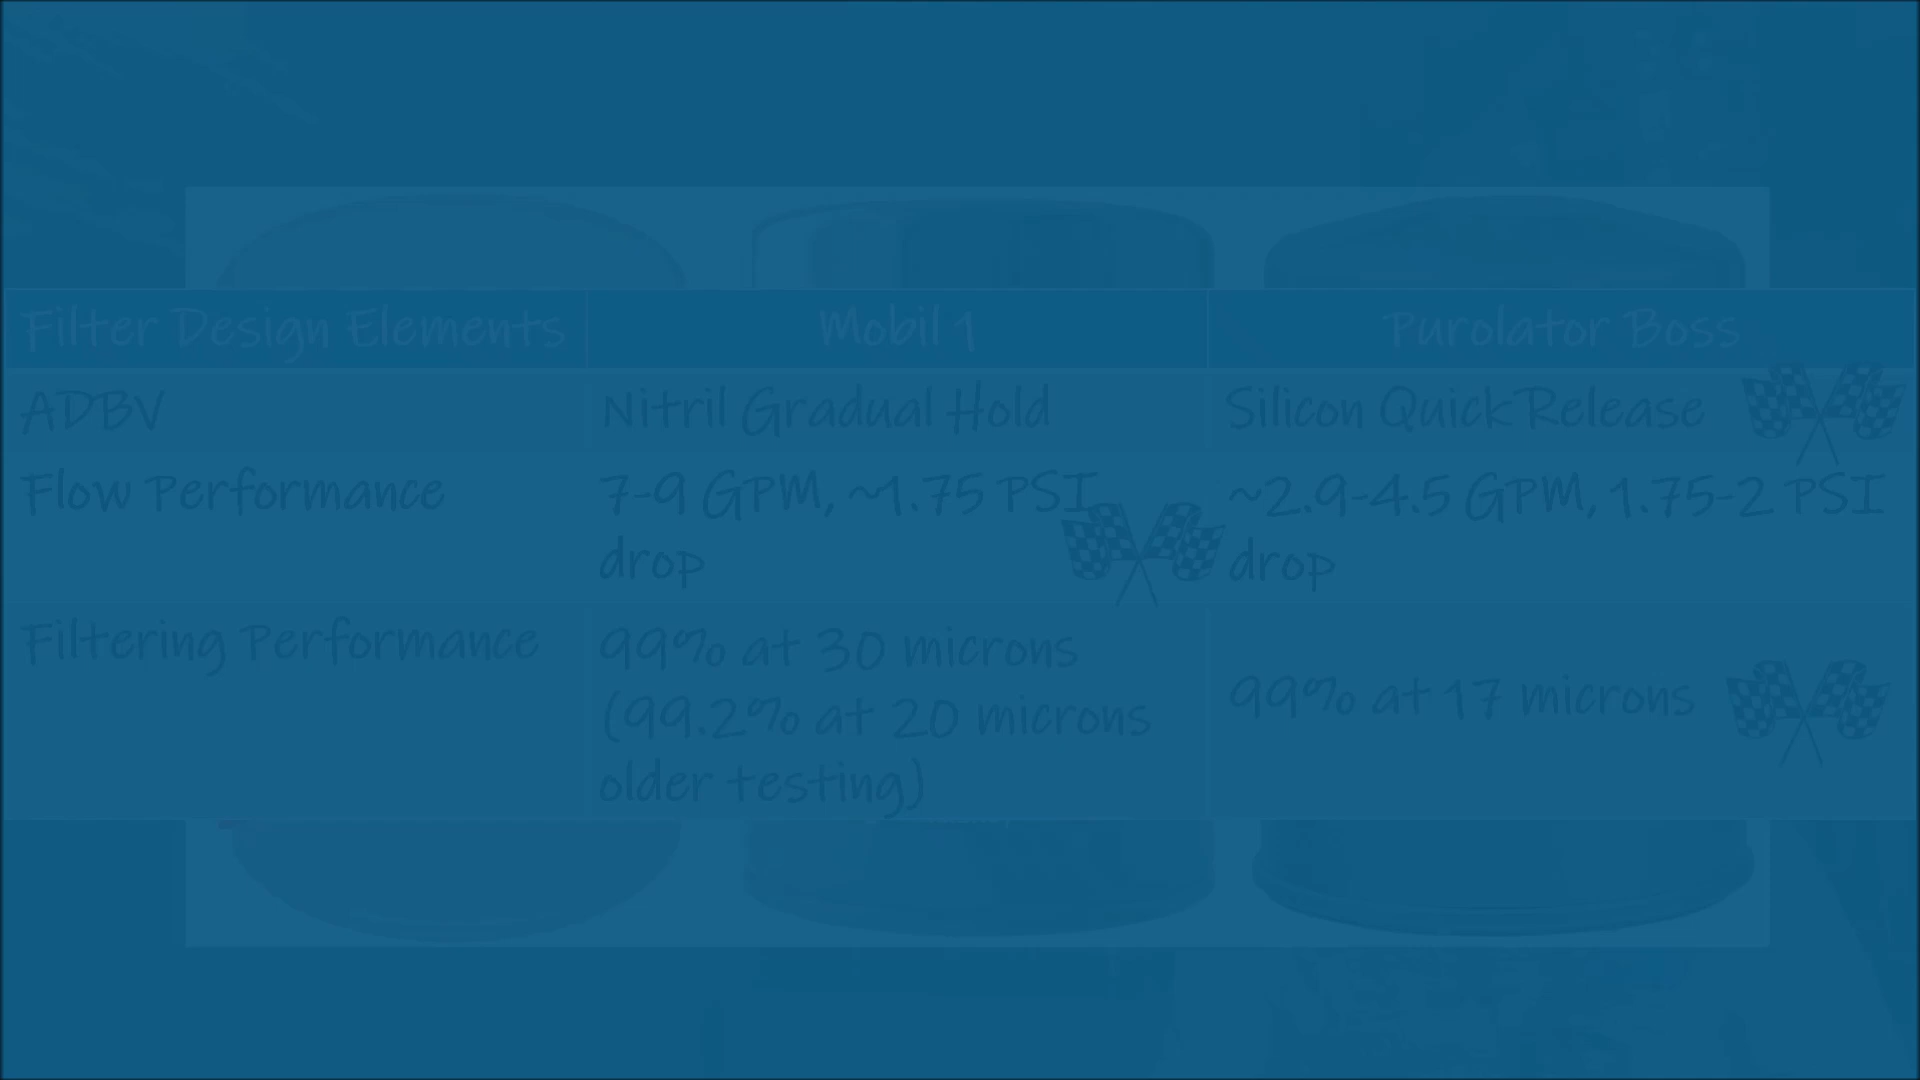 Filter Design Elements
Mobil 1
Purolator Boss
ADBV
Nitril Gradual Hold
Silicon Quick Release
Flow Performance
7-9 GPM, ~1.75 PSI
drop
~2.9-4.5 GPM, 1.75-2 PSI
drop
Filtering Performance
99% at 30 microns
(99.2% at 20 microns
older testing)
99% at 17 microns